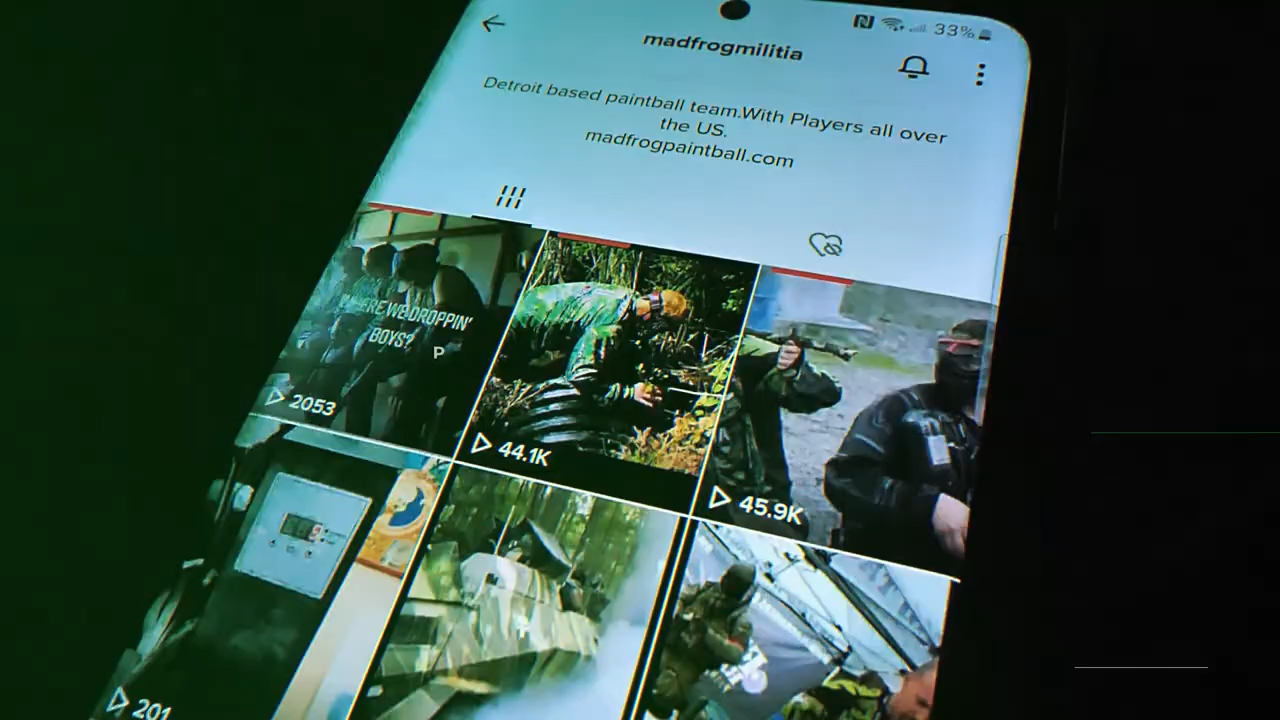 33%
madfrogmilitia
Detroit based paintball team.With Players all over
the US.
madfrogpaintball.com
WHERE WE DROPPIN'
BOYS?
P
2053
44.1K
45.9K
201